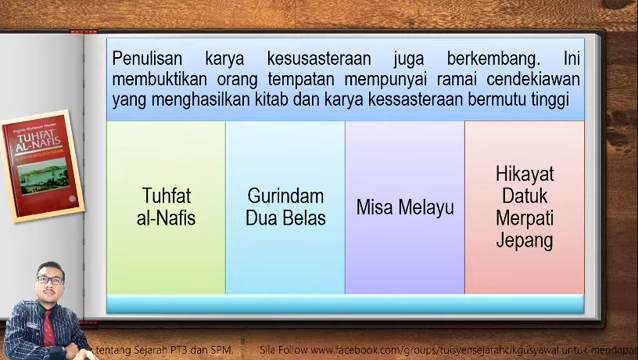 Penulisan karya kesusasteraan juga berkembang. Ini
membuktikan orang tempatan mempunyai ramai cendekiawan
yang menghasilkan kitab dan karya kessasteraan bermutu tinggi
TUHFAT
AL-NAFIS
Tuhfat
al-Nafis
Gurindam
Dua Belas
Misa Melayu
Hikayat
Datuk
Merpati
Jepang
tentang Sejarah PT3 dan SPM. Sila Follow www.facebook.com/groups/tuisyensejarahcikgusyawal.untuk mendapat